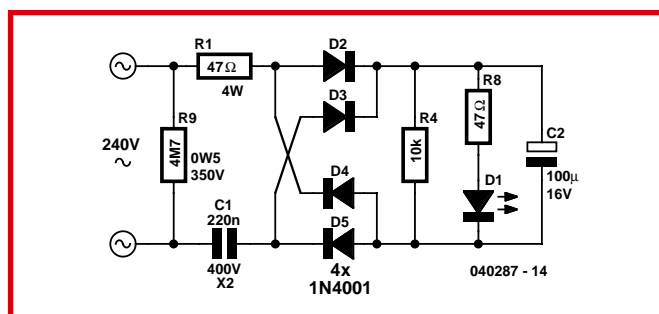 R1
47Ω
4W
D2
D3
R9
4M7
0W5
350V
240V
~
C1
220n
400V
X2
D4
D5
4x
1N4001
R4
10k
R8
47Ω
D1
C2
100µ
16V
040287 - 14